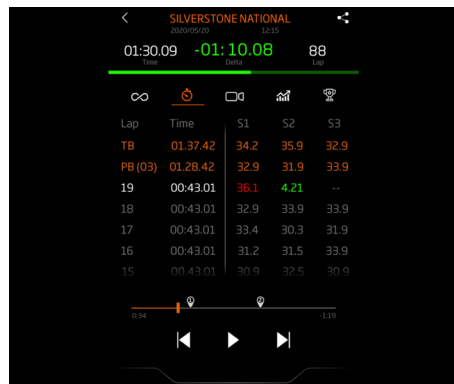 SILVERSTONE NATIONAL
2020/05/20 12:15
01:30.09 -01:10.08 88
Time Delta Lap
Lap Time S1 S2 S3
TB 01.37.42 34.2 35.9 32.9
PB (03) 01.28.42 32.9 31.9 33.9
19 00:43.01 36.1 4.21 --
18 00:43.01 32.9 33.9 33.9
17 00:43.01 33.4 30.3 31.9
16 00:43.01 31.2 31.5 33.9
15 00.43.01 30.9 32.5 30.9
1 2
0:34 -1:19